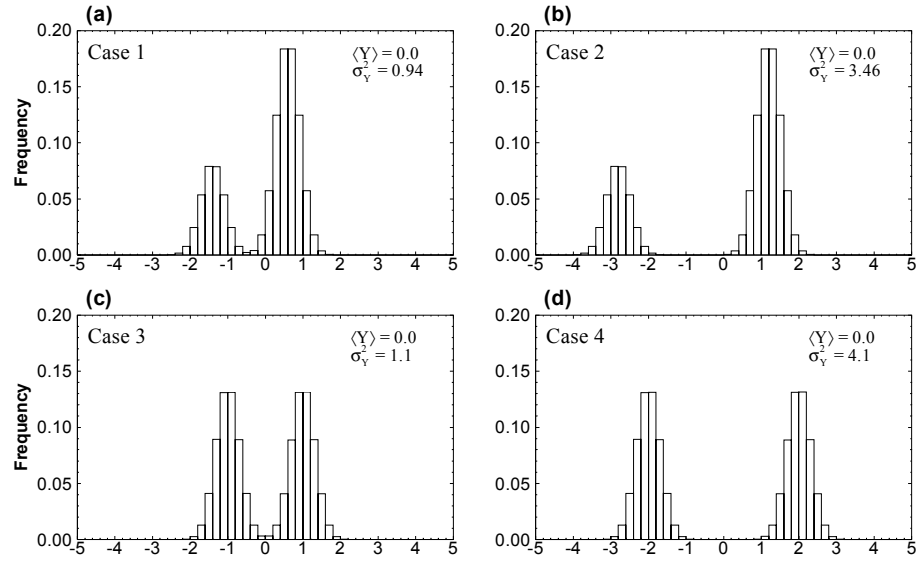 (a)
Case 1
⟨Y⟩ = 0.0
σ²_Y = 0.94
Frequency
0.20
0.15
0.10
0.05
0.00
-5 -4 -3 -2 -1 0 1 2 3 4 5
(b)
Case 2
⟨Y⟩ = 0.0
σ²_Y = 3.46
0.20
0.15
0.10
0.05
0.00
-5 -4 -3 -2 -1 0 1 2 3 4 5
(c)
Case 3
⟨Y⟩ = 0.0
σ²_Y = 1.1
Frequency
0.20
0.15
0.10
0.05
0.00
-5 -4 -3 -2 -1 0 1 2 3 4 5
(d)
Case 4
⟨Y⟩ = 0.0
σ²_Y = 4.1
0.20
0.15
0.10
0.05
0.00
-5 -4 -3 -2 -1 0 1 2 3 4 5